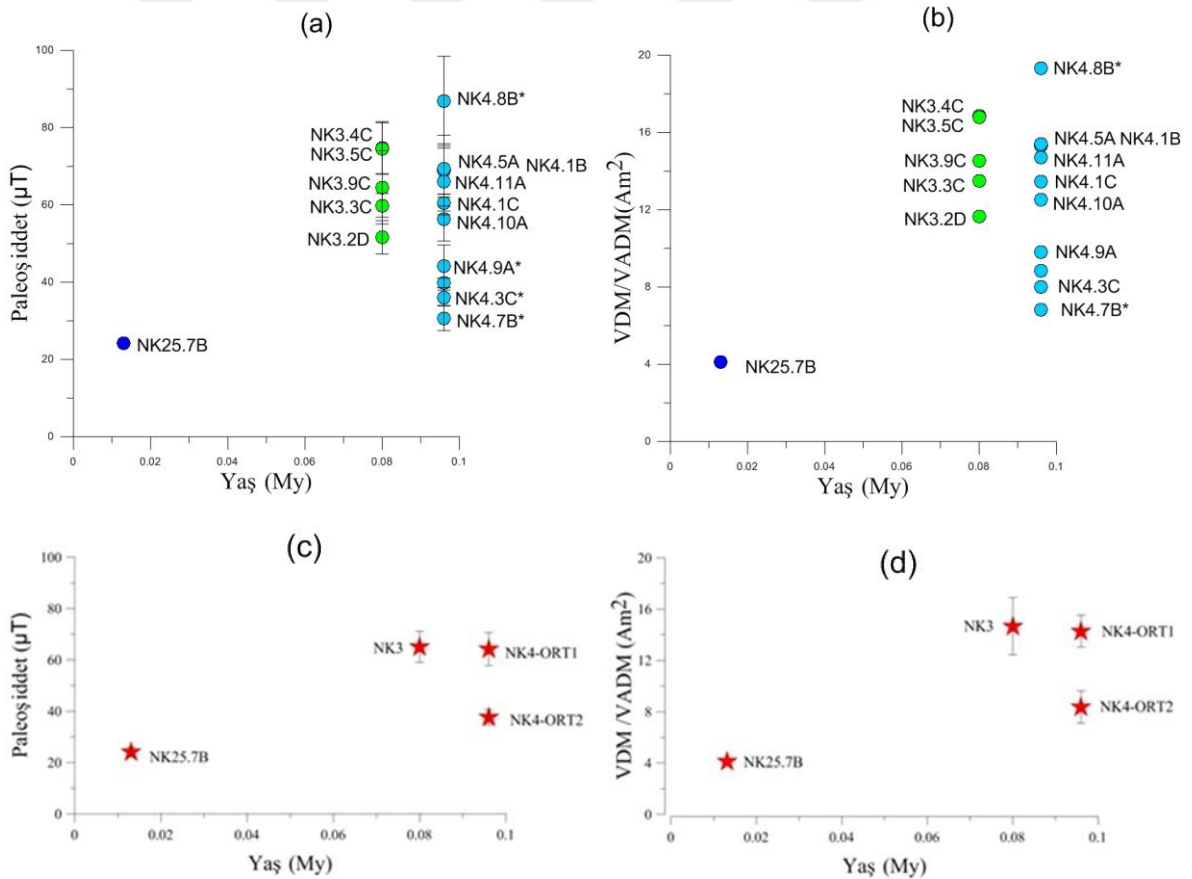 (a)
Paleoşiddet (µT)
100
80
60
40
20
0
NK4.8B*
NK3.4C
NK3.5C
NK4.5A NK4.1B
NK3.9C
NK4.11A
NK3.3C
NK4.1C
NK4.10A
NK3.2D
NK4.9A*
NK4.3C*
NK4.7B*
NK25.7B
0 0.02 0.04 0.06 0.08 0.1
Yaş (My)
(b)
VDM/VADM(Am²)
20
16
12
8
4
0
NK4.8B*
NK3.4C
NK3.5C
NK4.5A NK4.1B
NK3.9C
NK4.11A
NK3.3C
NK4.1C
NK4.10A
NK3.2D
NK4.9A
NK4.3C
NK4.7B*
NK25.7B
0 0.02 0.04 0.06 0.08 0.1
Yaş (My)
(c)
Paleoşiddet (µT)
100
80
60
40
20
0
NK3
NK4-ORT1
NK4-ORT2
NK25.7B
0 0.02 0.04 0.06 0.08 0.1
Yaş (My)
(d)
VDM /VADM (Am²)
20
16
12
8
4
0
NK3
NK4-ORT1
NK4-ORT2
NK25.7B
0 0.02 0.04 0.06 0.08 0.1
Yaş (My)